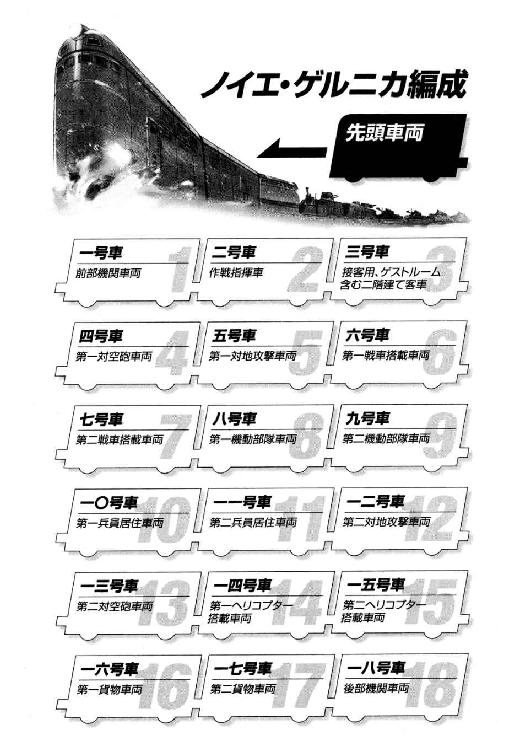 ノイエ・ゲルニカ編成
先頭車両
一号車
1
前部機関車両
二号車
2
作戦指揮車
三号車
3
接客用、ゲストルーム
含む二階建て客車
四号車
4
第一対空砲車両
五号車
5
第一対地攻撃車両
六号車
6
第一戦車搭載車両
七号車
7
第二戦車搭載車両
八号車
8
第一機動部隊車両
九号車
9
第二機動部隊車両
一〇号車
10
第一兵員居住車両
一一号車
11
第二兵員居住車両
一二号車
12
第二対地攻撃車両
一三号車
13
第二対空砲車両
一四号車
14
第一ヘリコプター
搭載車両
一五号車
15
第二ヘリコプター
搭載車両
一六号車
16
第一貨物車両
一七号車
17
第二貨物車両
一八号車
18
後部機関車両